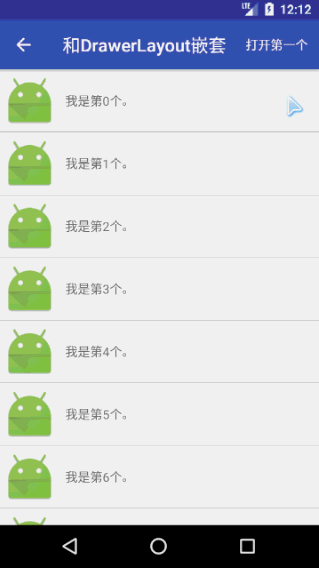 LTE 12:12
和DrawerLayout嵌套 打开第一个
我是第0个。
我是第1个。
我是第2个。
我是第3个。
我是第4个。
我是第5个。
我是第6个。